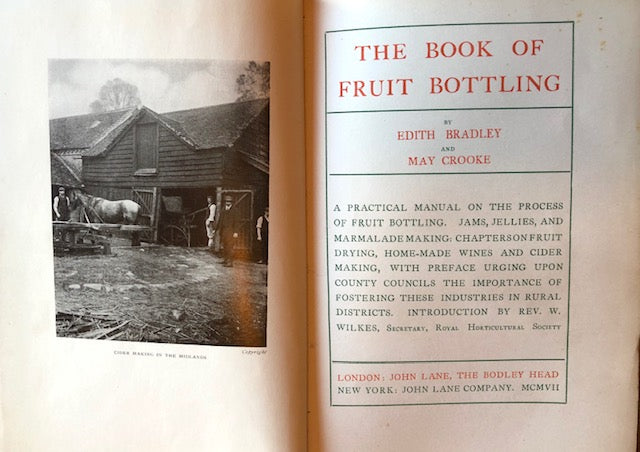 CIDER MAKING IN THE MIDLANDS
Copyright
THE BOOK OF
FRUIT BOTTLING
BY
EDITH BRADLEY
AND
MAY CROOKE
A PRACTICAL MANUAL ON THE PROCESS
OF FRUIT BOTTLING. JAMS, JELLIES, AND
MARMALADE MAKING: CHAPTERS ON FRUIT
DRYING, HOME-MADE WINES AND CIDER
MAKING, WITH PREFACE URGING UPON
COUNTY COUNCILS THE IMPORTANCE OF
FOSTERING THESE INDUSTRIES IN RURAL
DISTRICTS. INTRODUCTION BY REV. W.
WILKES, SECRETARY, ROYAL HORTICULTURAL SOCIETY
LONDON: JOHN LANE, THE BODLEY HEAD
NEW YORK: JOHN LANE COMPANY. MCMVII